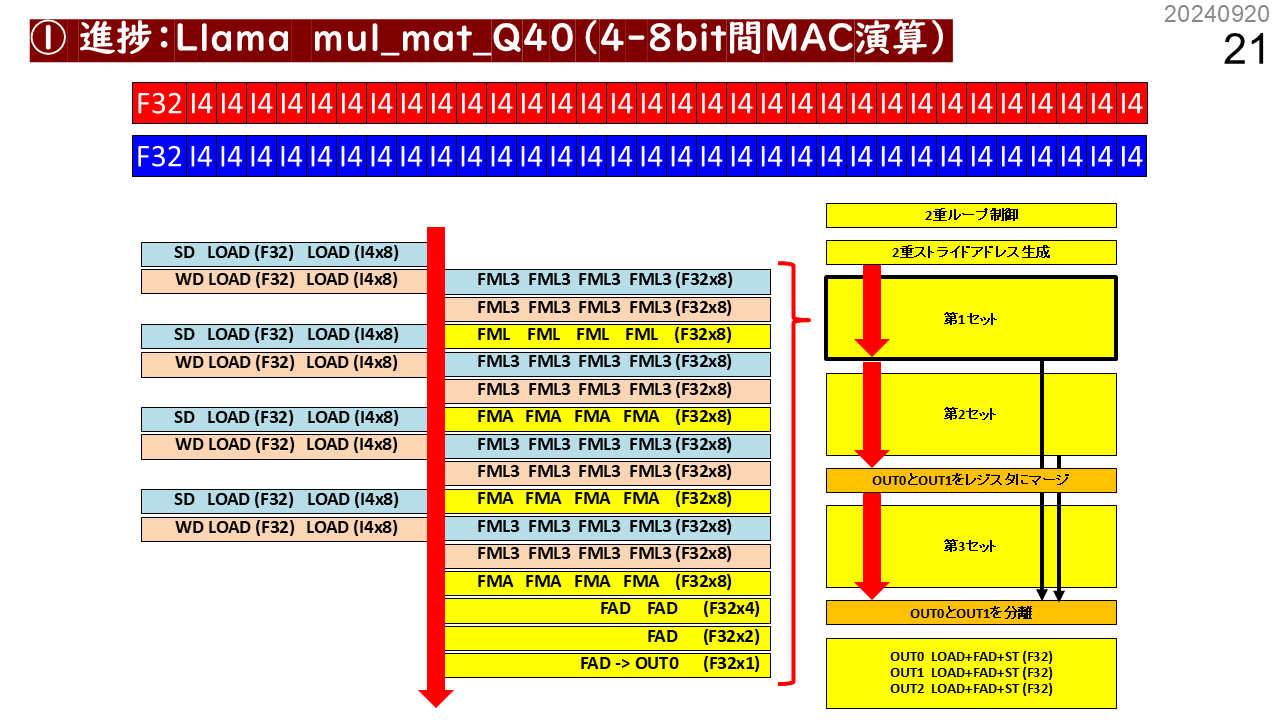 20240920
21
① 進捗：Llama mul_mat_Q40（4-8bit間MAC演算）
F32 I4 I4 I4 I4 I4 I4 I4 I4 I4 I4 I4 I4 I4 I4 I4 I4 I4 I4 I4 I4 I4 I4 I4 I4 I4 I4 I4 I4 I4 I4 I4 I4
F32 I4 I4 I4 I4 I4 I4 I4 I4 I4 I4 I4 I4 I4 I4 I4 I4 I4 I4 I4 I4 I4 I4 I4 I4 I4 I4 I4 I4 I4 I4 I4 I4
SD LOAD (F32) LOAD (I4x8)
WD LOAD (F32) LOAD (I4x8)
SD LOAD (F32) LOAD (I4x8)
WD LOAD (F32) LOAD (I4x8)
SD LOAD (F32) LOAD (I4x8)
WD LOAD (F32) LOAD (I4x8)
SD LOAD (F32) LOAD (I4x8)
WD LOAD (F32) LOAD (I4x8)
FML3 FML3 FML3 FML3 (F32x8)
FML3 FML3 FML3 FML3 (F32x8)
FML FML FML FML (F32x8)
FML3 FML3 FML3 FML3 (F32x8)
FML3 FML3 FML3 FML3 (F32x8)
FMA FMA FMA FMA (F32x8)
FML3 FML3 FML3 FML3 (F32x8)
FML3 FML3 FML3 FML3 (F32x8)
FMA FMA FMA FMA (F32x8)
FML3 FML3 FML3 FML3 (F32x8)
FML3 FML3 FML3 FML3 (F32x8)
FMA FMA FMA FMA (F32x8)
FAD FAD (F32x4)
FAD (F32x2)
FAD -> OUT0 (F32x1)
2重ループ制御
2重ストライドアドレス生成
第1セット
第2セット
OUT0とOUT1をレジスタにマージ
第3セット
OUT0とOUT1を分離
OUT0 LOAD+FAD+ST (F32)
OUT1 LOAD+FAD+ST (F32)
OUT2 LOAD+FAD+ST (F32)